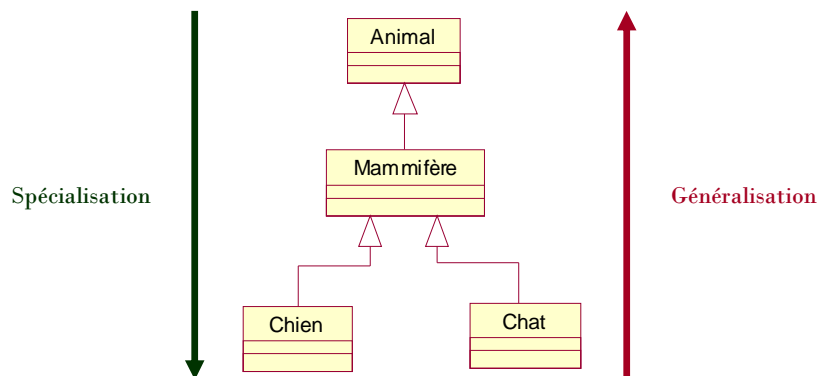 Animal
Mammifère
Spécialisation
Généralisation
Chien
Chat